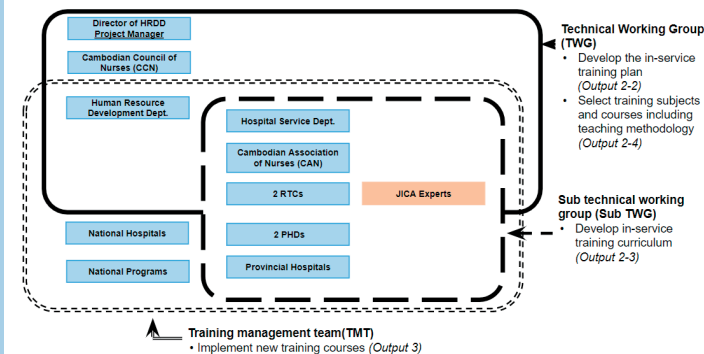 Director of HRDD
Project Manager
Cambodian Council of
Nurses (CCN)
Human Resource
Development Dept.
National Hospitals
National Programs
Hospital Service Dept.
Cambodian Association
of Nurses (CAN)
2 RTCs
JICA Experts
2 PHDs
Provincial Hospitals
Technical Working Group
(TWG)
• Develop the in-service
training plan
(Output 2-2)
• Select training subjects
and courses including
teaching methodology
(Output 2-4)
Sub technical working
group (Sub TWG)
• Develop in-service
training curriculum
(Output 2-3)
Training management team(TMT)
• Implement new training courses (Output 3)